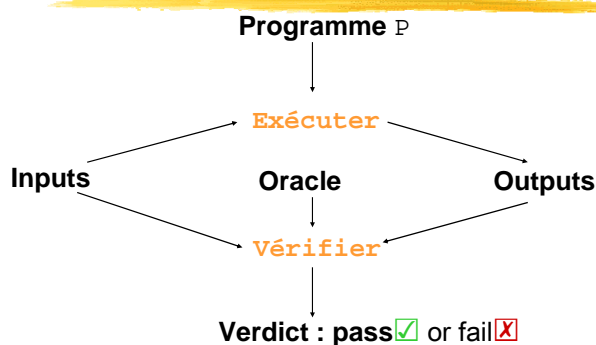 Programme P
Exécuter
Inputs Oracle Outputs
Vérifier
Verdict : pass☑ or fail☒